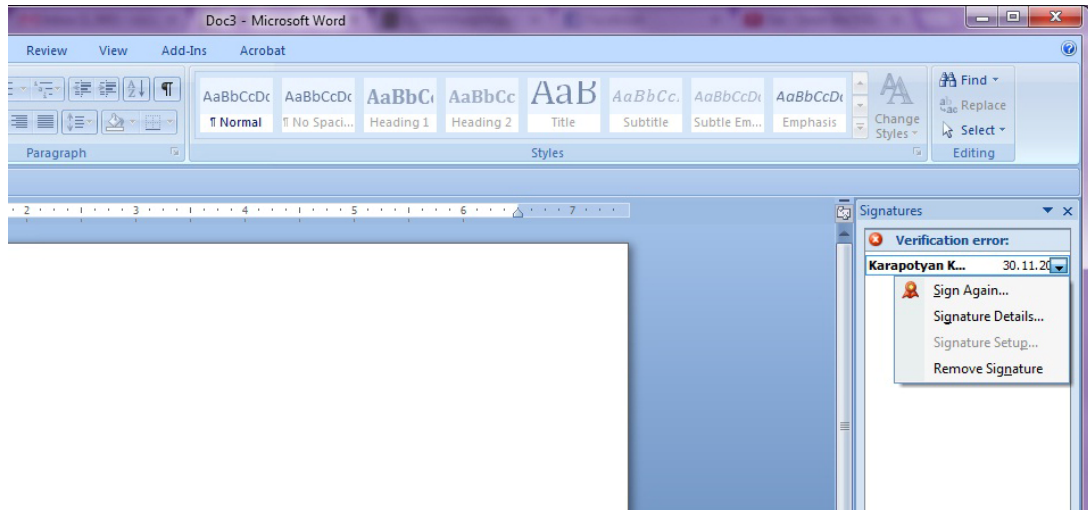 Doc3 - Microsoft Word
Review View Add-Ins Acrobat
AaBbCcDc AaBbCcDc AaBbC AaBbCc AaB AaBbCc. AaBbCcDc AaBbCcDc
¶ Normal ¶ No Spaci... Heading 1 Heading 2 Title Subtitle Subtle Em... Emphasis
Change Styles
Find
Replace
Select
Paragraph Styles Editing
2 3 4 5 6 7
Signatures
Verification error:
Karapotyan K... 30.11.20
Sign Again...
Signature Details...
Signature Setup...
Remove Signature